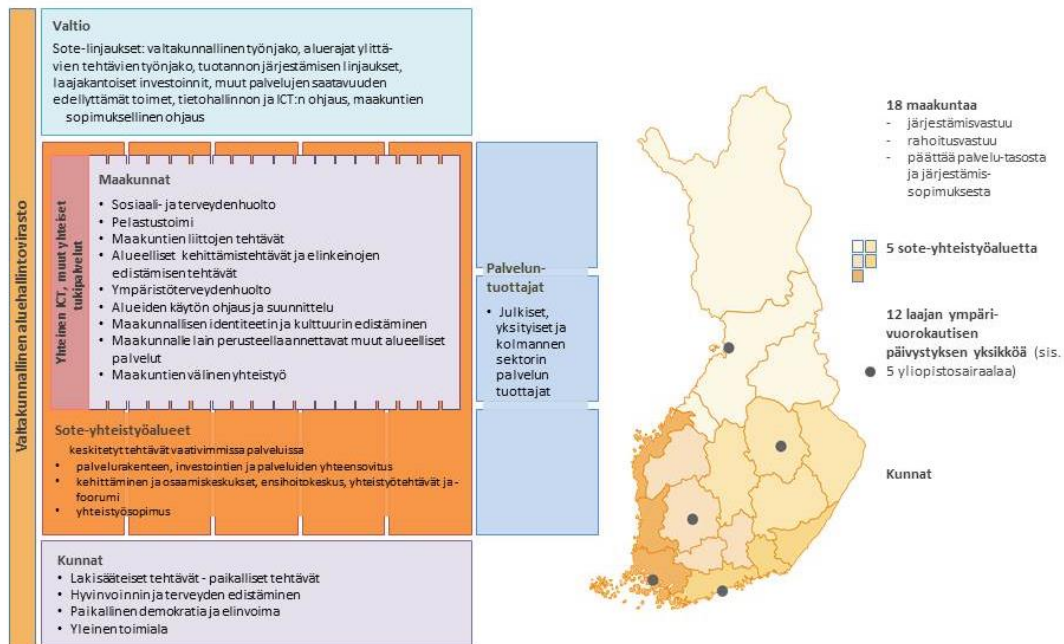 Valtakunnallinen aluehallintovirasto
Valtio
Sote-linjaukset: valtakunnallinen työnjako, aluerajat ylittä-
vien tehtävien työnjako, tuotannon järjestämisen linjaukset,
laajakantoiset investoinnit, muut palvelujen saatavuuden
edellyttämät toimet, tietohallinnon ja ICT:n ohjaus, maakuntien
sopimuksellinen ohjaus
Yhteinen ICT, muut yhteiset
tukipalvelut
Maakunnat
• Sosiaali- ja terveydenhuolto
• Pelastustoimi
• Maakuntien liittojen tehtävät
• Alueelliset kehittämistehtävät ja elinkeinojen
edistämisen tehtävät
• Ympäristöterveydenhuolto
• Alueiden käytön ohjaus ja suunnittelu
• Maakunnallisen identiteetin ja kulttuurin edistäminen
• Maakunnalle lain perusteella annettavat muut alueelliset
palvelut
• Maakuntien välinen yhteistyö
Sote-yhteistyöalueet
keskitetyt tehtävät vaativimmissa palveluissa
• palvelurakenteen, investointien ja palveluiden yhteensovitus
• kehittäminen ja osaamiskeskukset, ensihoitokeskus, yhteistyötehtävät ja -
foorumi
• yhteistyösopimus
Palvelun-
tuottajat
• Julkiset,
yksityiset ja
kolmannen
sektorin
palvelun
tuottajat
Kunnat
• Lakisääteiset tehtävät - paikalliset tehtävät
• Hyvinvoinnin ja terveyden edistäminen
• Paikallinen demokratia ja elinvoima
• Yleinen toimiala
18 maakuntaa
- järjestämisvastuu
- rahoitusvastuu
- päättää palvelu-tasosta
ja järjestämis-
sopimuksesta
5 sote-yhteistyöaluetta
12 laajan ympäri-
vuorokautisen
päivystyksen yksikköä (sis.
5 yliopistosairaalaa)
Kunnat